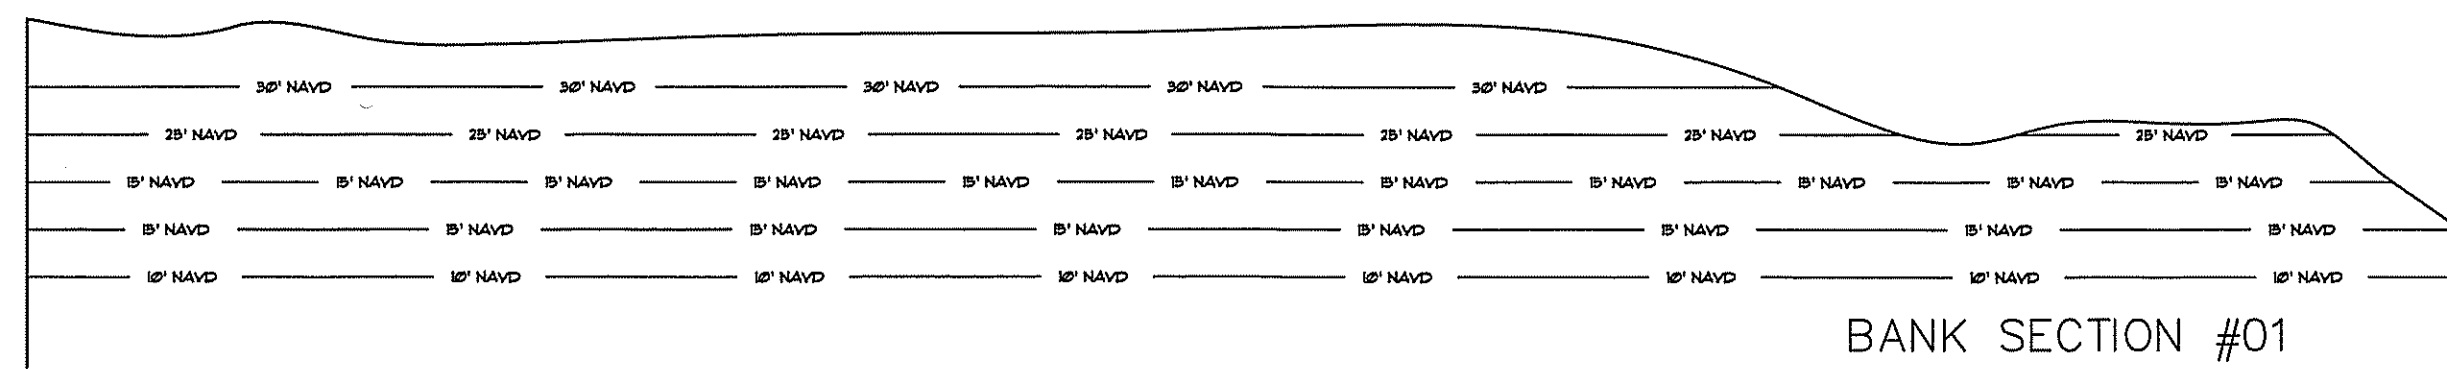 30' NAVD 30' NAVD 30' NAVD 30' NAVD 30' NAVD
25' NAVD 25' NAVD 25' NAVD 25' NAVD 25' NAVD 25' NAVD 25' NAVD
15' NAVD 15' NAVD 15' NAVD 15' NAVD 15' NAVD 15' NAVD 15' NAVD 15' NAVD 15' NAVD 15' NAVD 15' NAVD
15' NAVD 15' NAVD 15' NAVD 15' NAVD 15' NAVD 15' NAVD 15' NAVD 15' NAVD
10' NAVD 10' NAVD 10' NAVD 10' NAVD 10' NAVD 10' NAVD 10' NAVD 10' NAVD
BANK SECTION #01